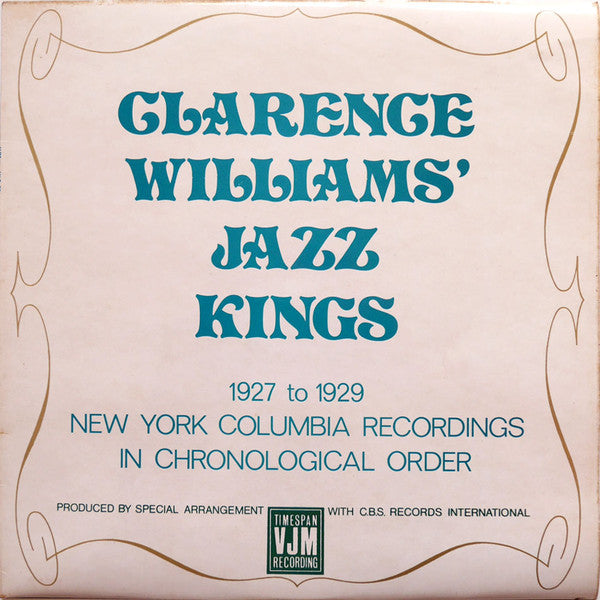 CLARENCE
WILLIAMS'
JAZZ
KINGS
1927 to 1929
NEW YORK COLUMBIA RECORDINGS
IN CHRONOLOGICAL ORDER
PRODUCED BY SPECIAL ARRANGEMENT WITH C.B.S. RECORDS INTERNATIONAL
TIMESPAN
VJM
RECORDING